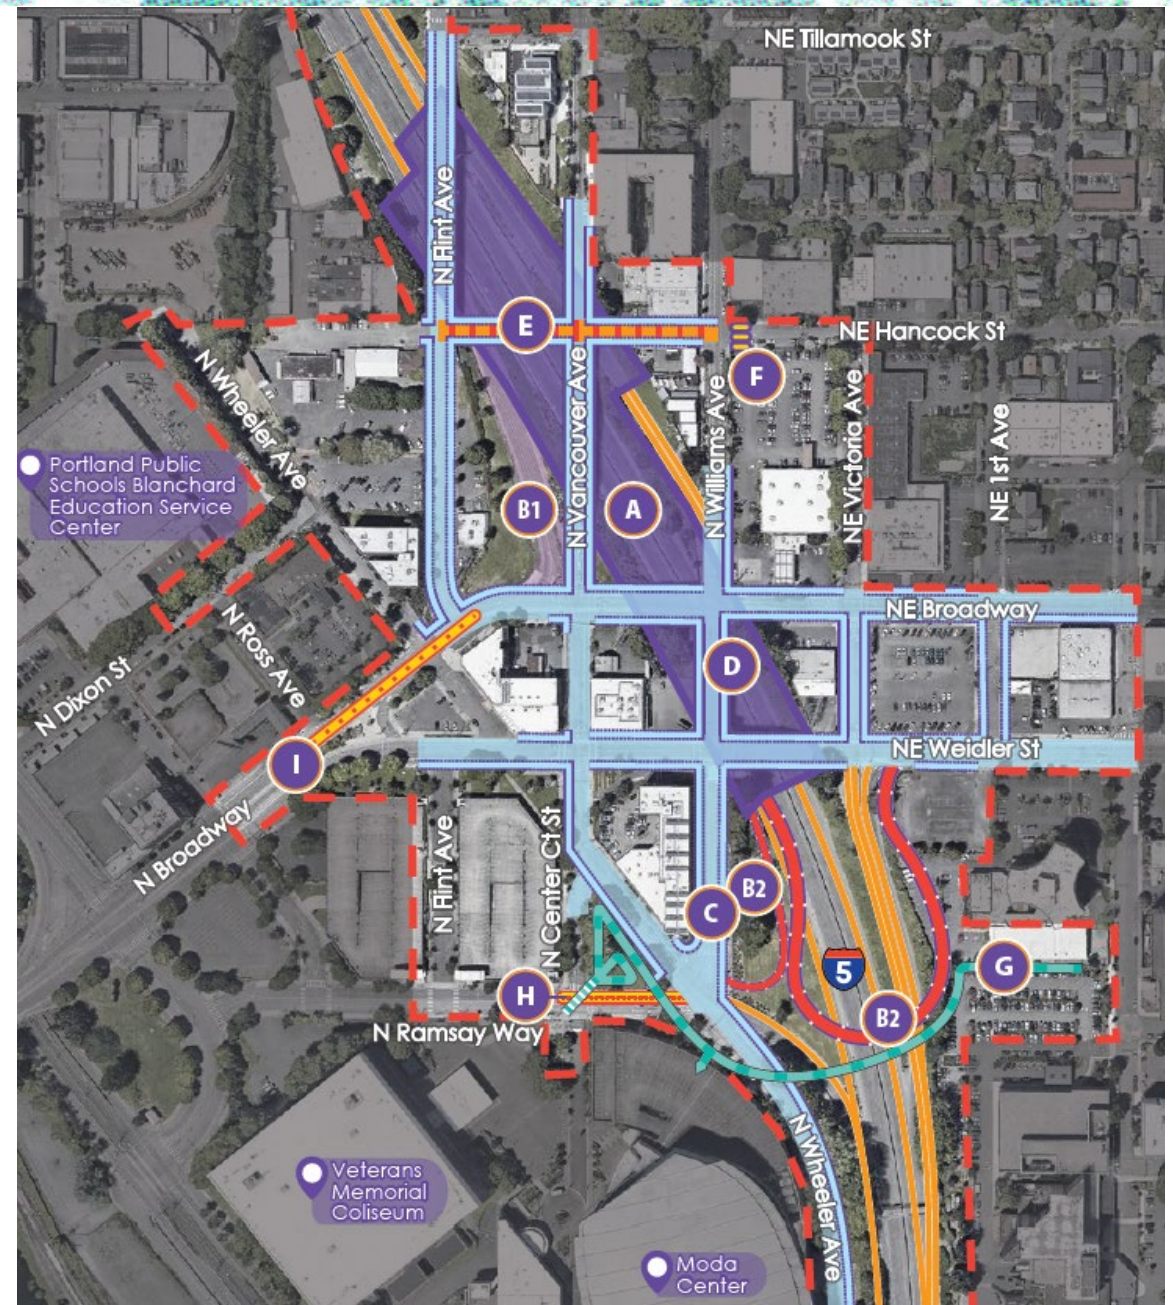 NE Tillamook St
N Flint Ave
E
NE Hancock St
N Wheeler Ave
N Vancouver Ave
F
N Williams Ave
NE Victoria Ave
NE 1st Ave
Portland Public
Schools Blanchard
Education Service
Center
B1
A
NE Broadway
N Ross Ave
D
N Dixon St
NE Weidler St
I
N Broadway
N Flint Ave
N Center Ct St
B2
C
5
G
H
B2
N Ramsay Way
N Wheeler Ave
Veterans
Memorial
Coliseum
Moda
Center